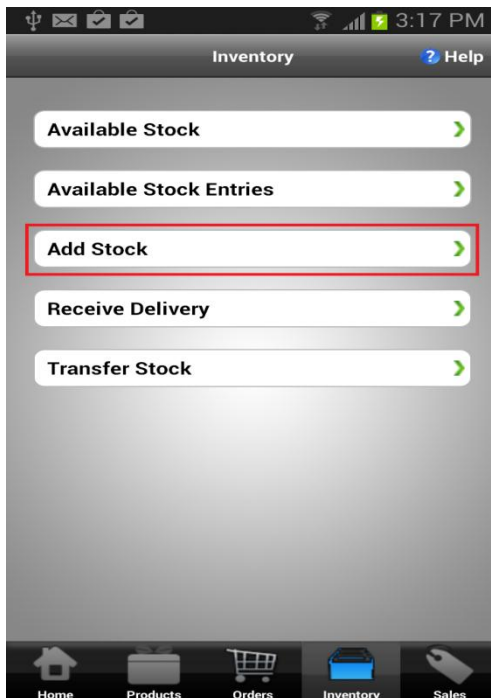 3:17 PM
Inventory
Help
Available Stock
Available Stock Entries
Add Stock
Receive Delivery
Transfer Stock
Home Products Orders Inventory Sales